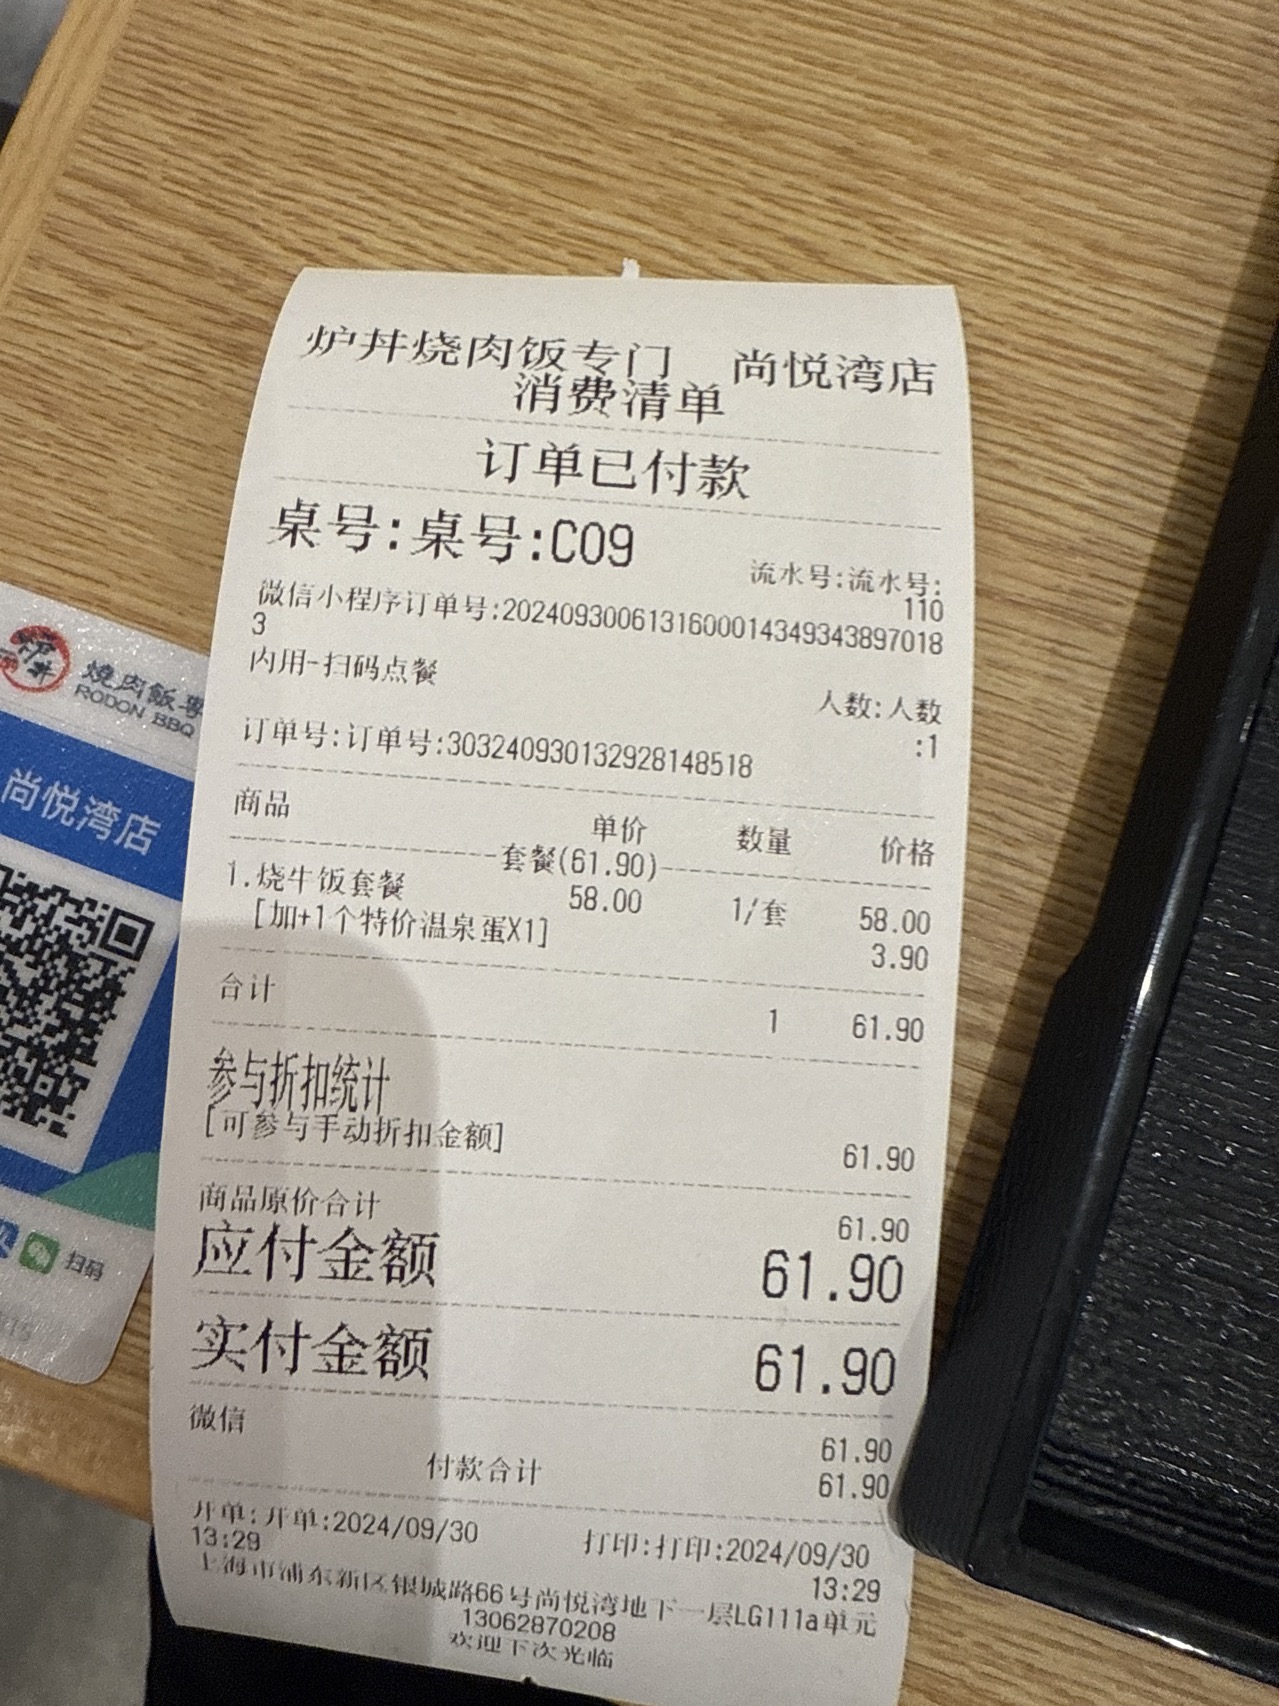 炉丼烧肉饭专门 尚悦湾店
消费清单
订单已付款
桌号:桌号:C09
流水号:流水号:
110
微信小程序订单号:2024093006131600014349343897018
3
内用-扫码点餐
人数:人数
:1
订单号:订单号:303240930132928148518
商品 单价 数量 价格
套餐(61.90)
1.烧牛饭套餐 58.00 1/套 58.00
[加+1个特价温泉蛋X1] 3.90
合计 1 61.90
参与折扣统计
[可参与手动折扣金额] 61.90
商品原价合计 61.90
应付金额 61.90
实付金额 61.90
微信 61.90
付款合计 61.90
开单:开单:2024/09/30 打印:打印:2024/09/30
13:29 13:29
上海市浦东新区银城路66号尚悦湾地下一层LG111a单元
13062870208
欢迎下次光临
炉丼
燒肉飯專
RODON BBQ
尚悦湾店
扫码